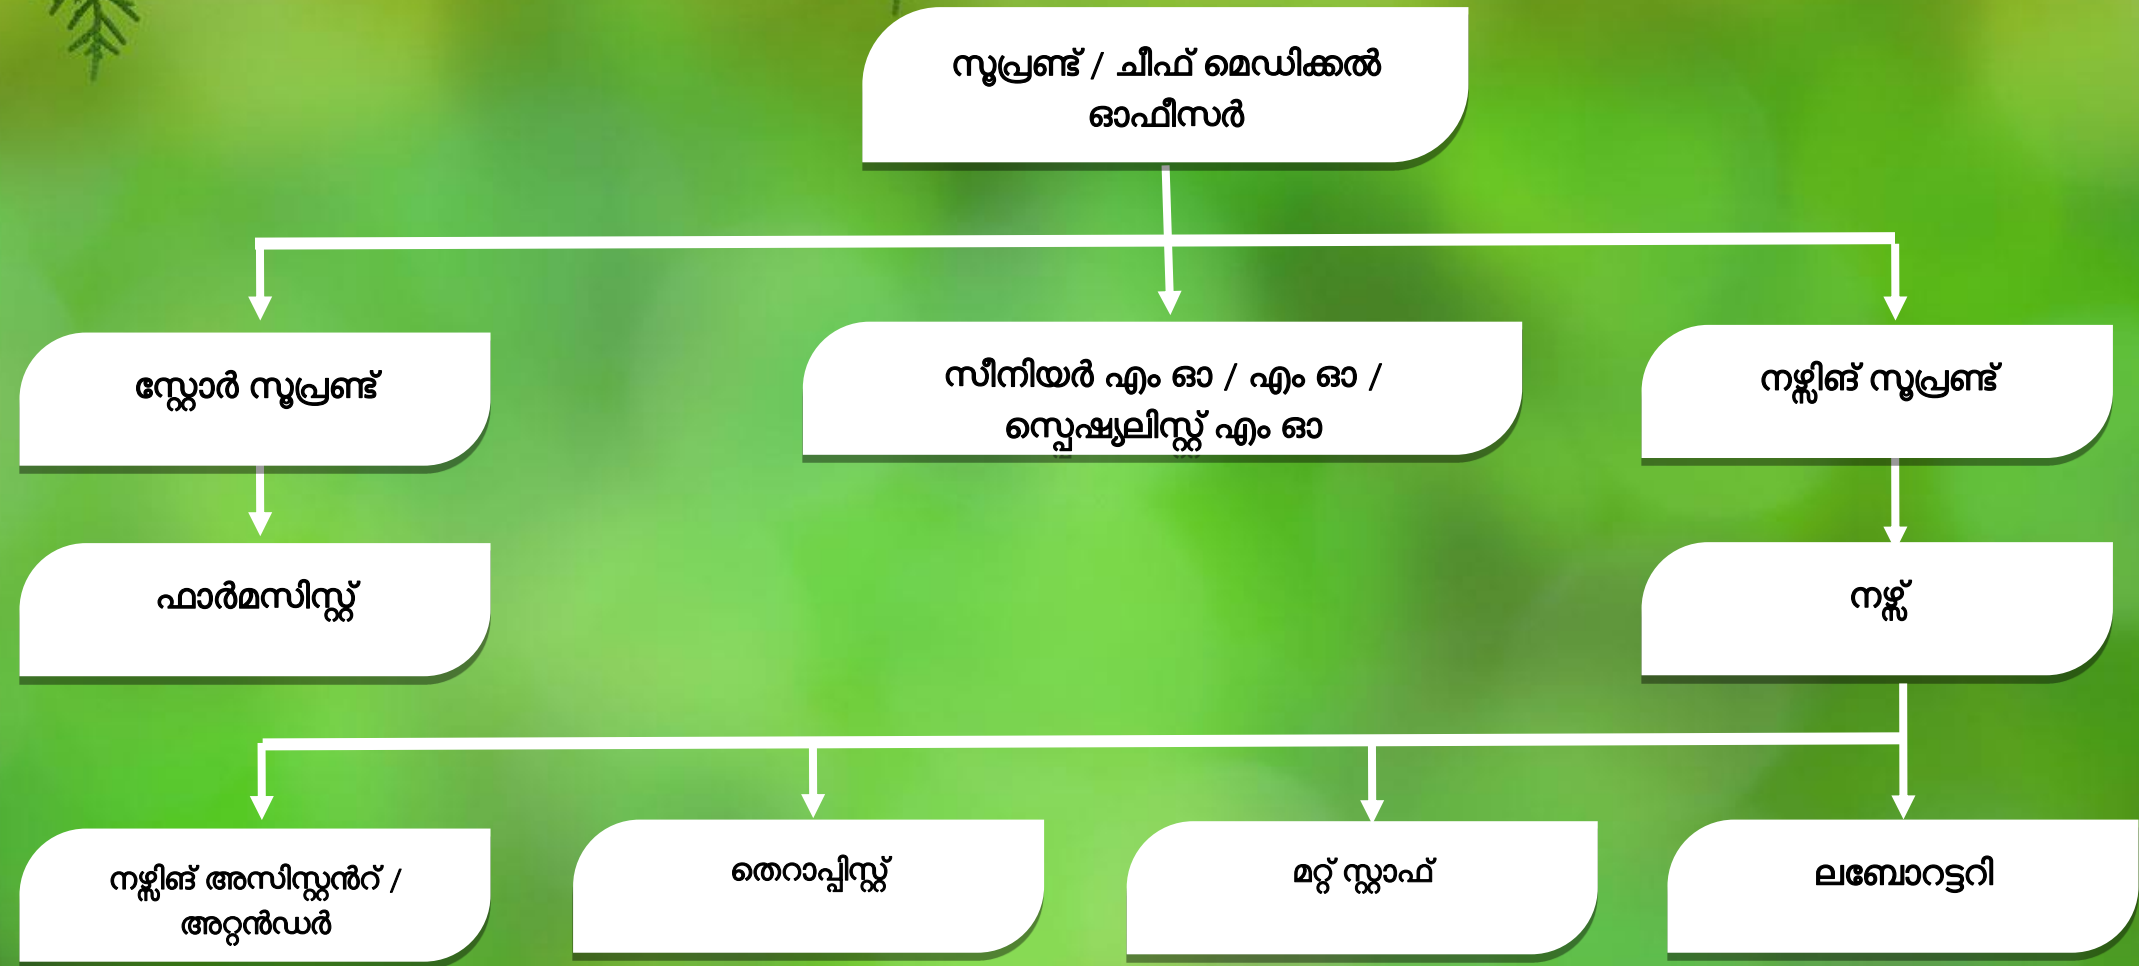 സൂപ്രണ്ട് / ചീഫ് മെഡിക്കൽ
ഓഫീസർ
സ്റ്റോർ സൂപ്രണ്ട്
സീനിയർ എം ഓ / എം ഓ /
സ്പെഷ്യലിസ്റ്റ് എം ഓ
നഴ്സിങ് സൂപ്രണ്ട്
ഫാർമസിസ്റ്റ്
നഴ്സ്
നഴ്സിങ് അസിസ്റ്റൻറ് /
അറ്റൻഡർ
തെറാപ്പിസ്റ്റ്
മറ്റ് സ്റ്റാഫ്
ലബോറട്ടറി